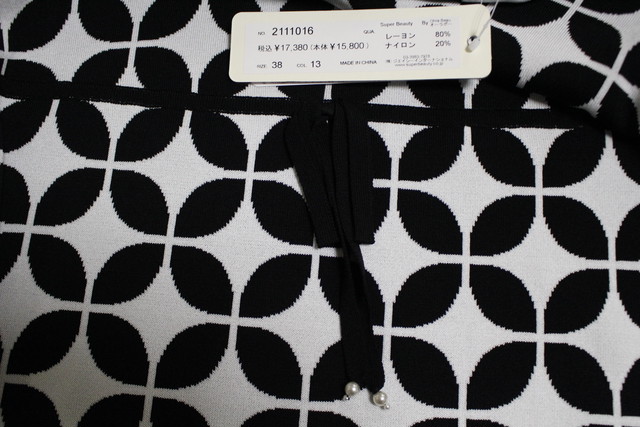 Super Beauty By
NO. 2111016 QUA. レーヨン 80%
税込 ¥17,380 (本体 ¥15,800) ナイロン 20%
SIZE 38 COL 13 MADE IN CHINA